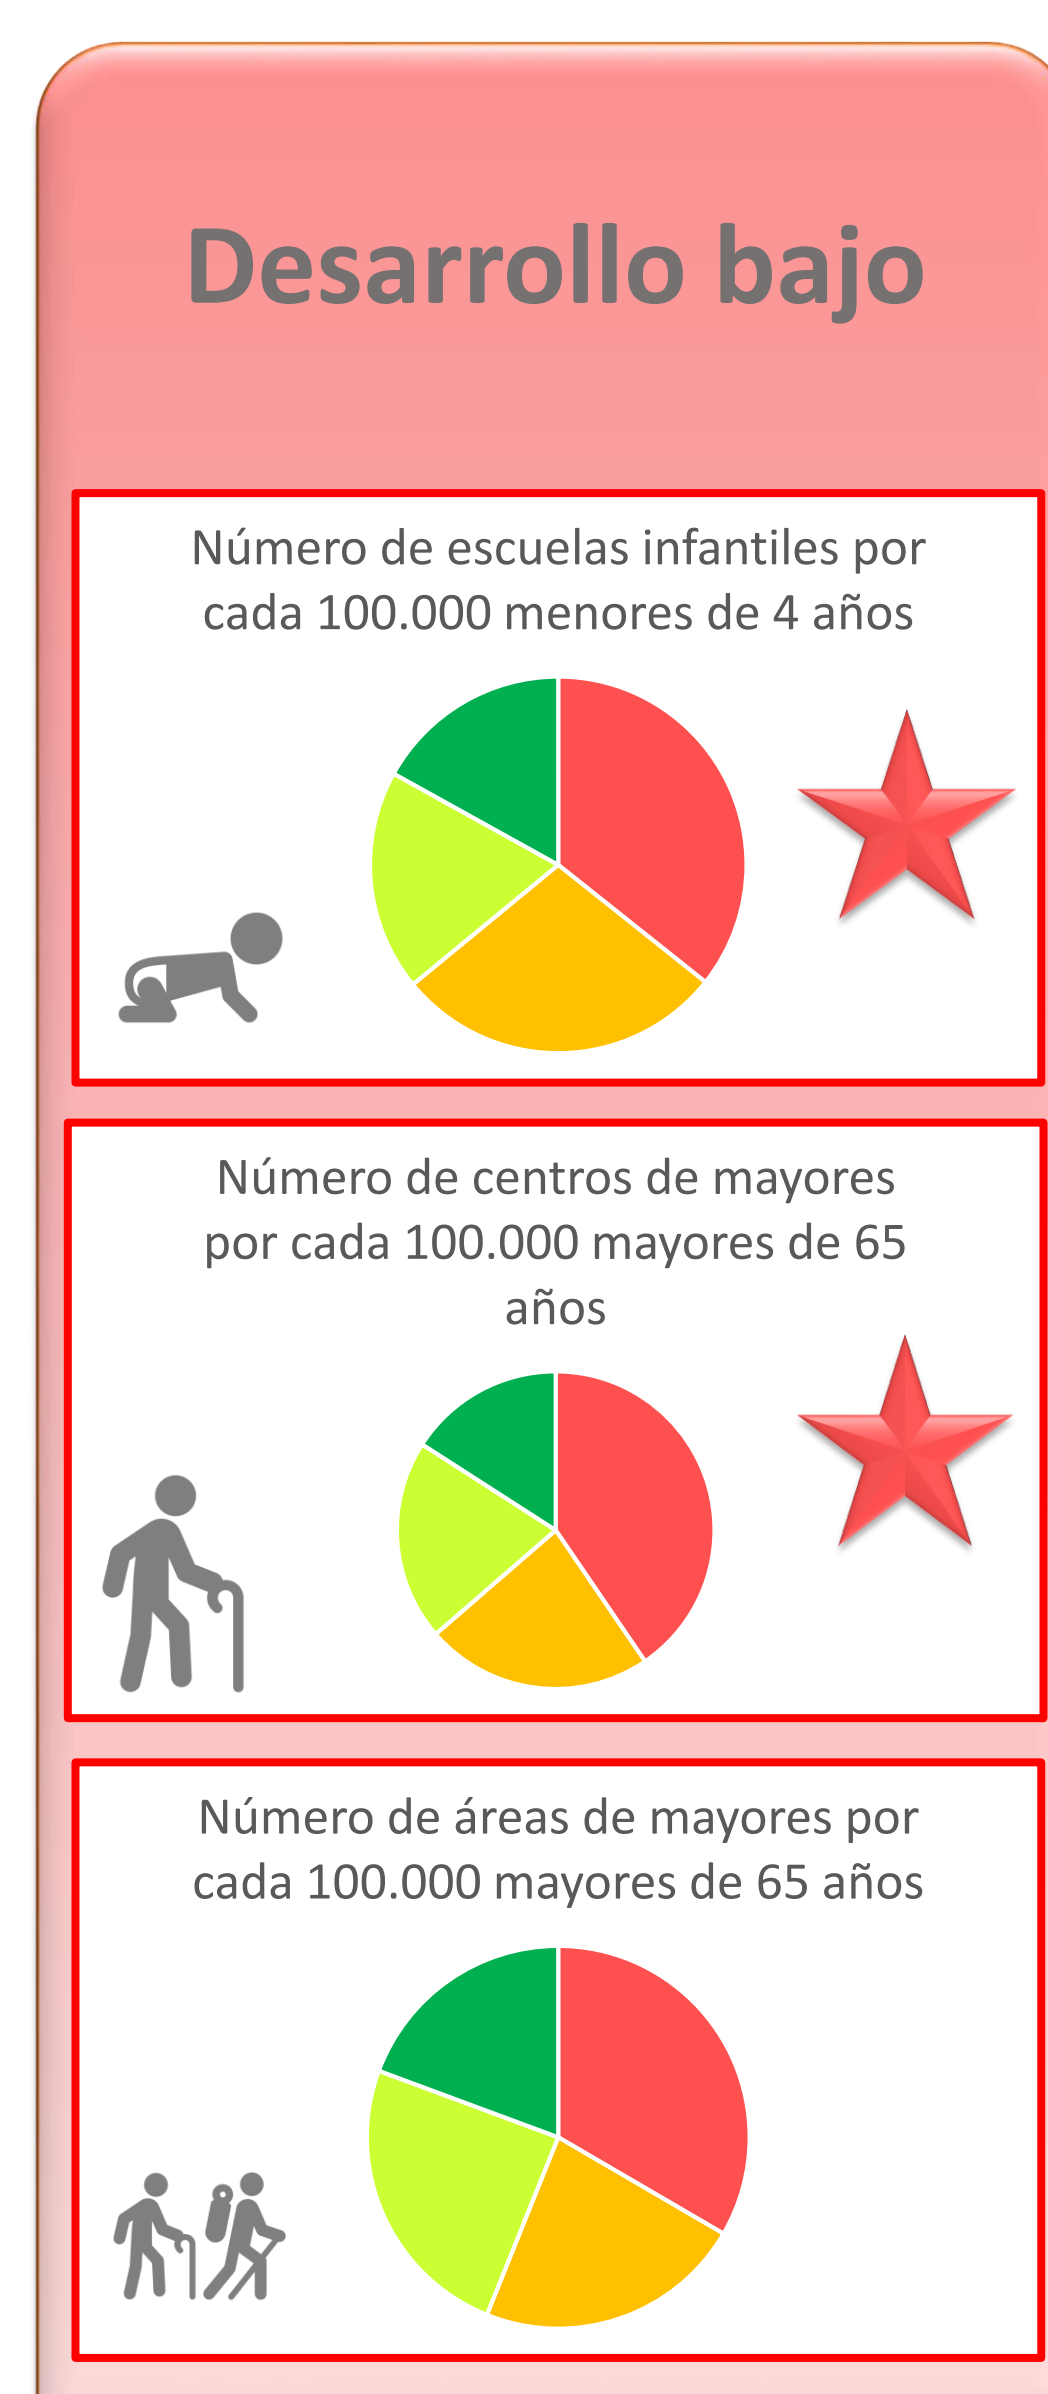 Desarrollo bajo
Número de escuelas infantiles por
cada 100.000 menores de 4 años
Número de centros de mayores
por cada 100.000 mayores de 65
años
Número de áreas de mayores por
cada 100.000 mayores de 65 años